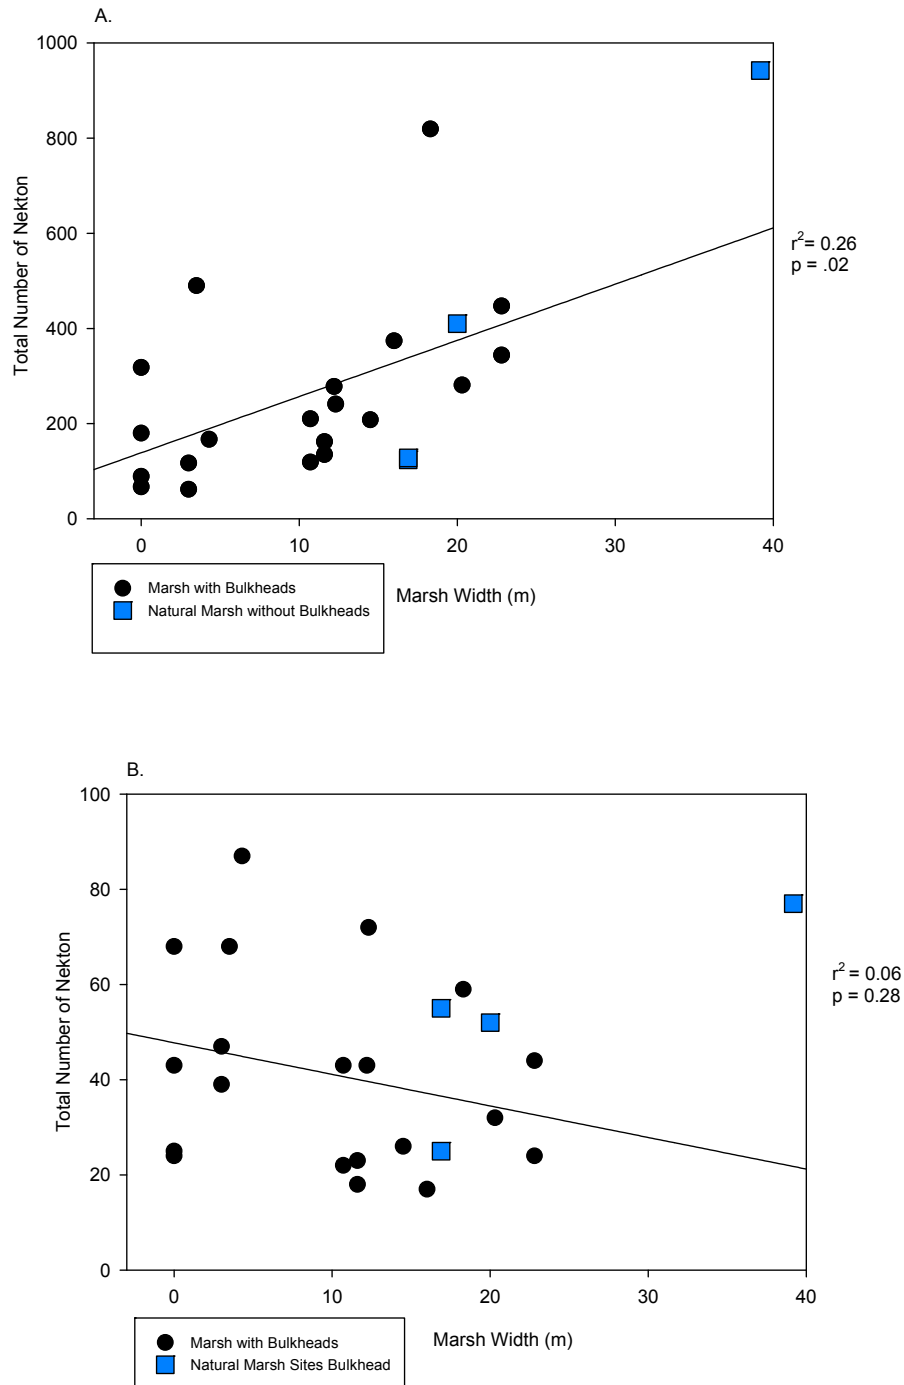 A.
1000
800
600
400
200
0
Total Number of Nekton
r2= 0.26
p = .02
0 10 20 30 40
Marsh Width (m)
Marsh with Bulkheads
Natural Marsh without Bulkheads
B.
100
80
60
40
20
0
Total Number of Nekton
r2 = 0.06
p = 0.28
0 10 20 30 40
Marsh Width (m)
Marsh with Bulkheads
Natural Marsh Sites Bulkhead